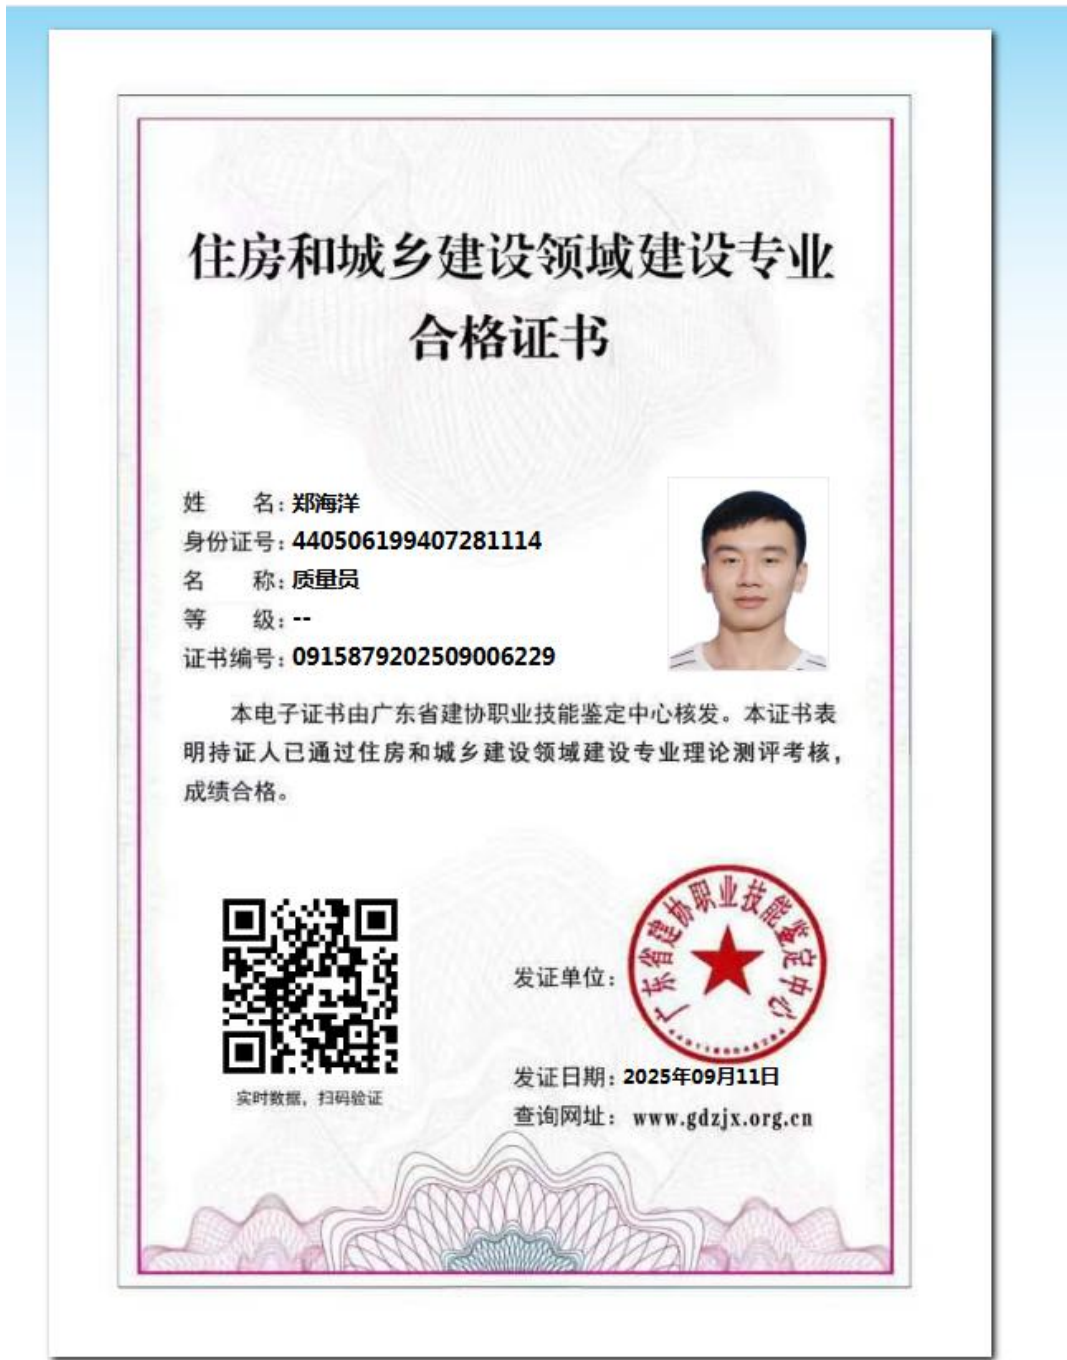 住房和城乡建设领域建设专业
合格证书
姓 名：郑海洋
身份证号：440506199407281114
名 称：质量员
等 级：--
证书编号：0915879202509006229
本电子证书由广东省建协职业技能鉴定中心核发。本证书表
明持证人已通过住房和城乡建设领域建设专业理论测评考核，
成绩合格。
实时数据，扫码验证
发证单位：
广东省建协职业技能鉴定中心
发证日期：2025年09月11日
查询网址：www.gdzjx.org.cn